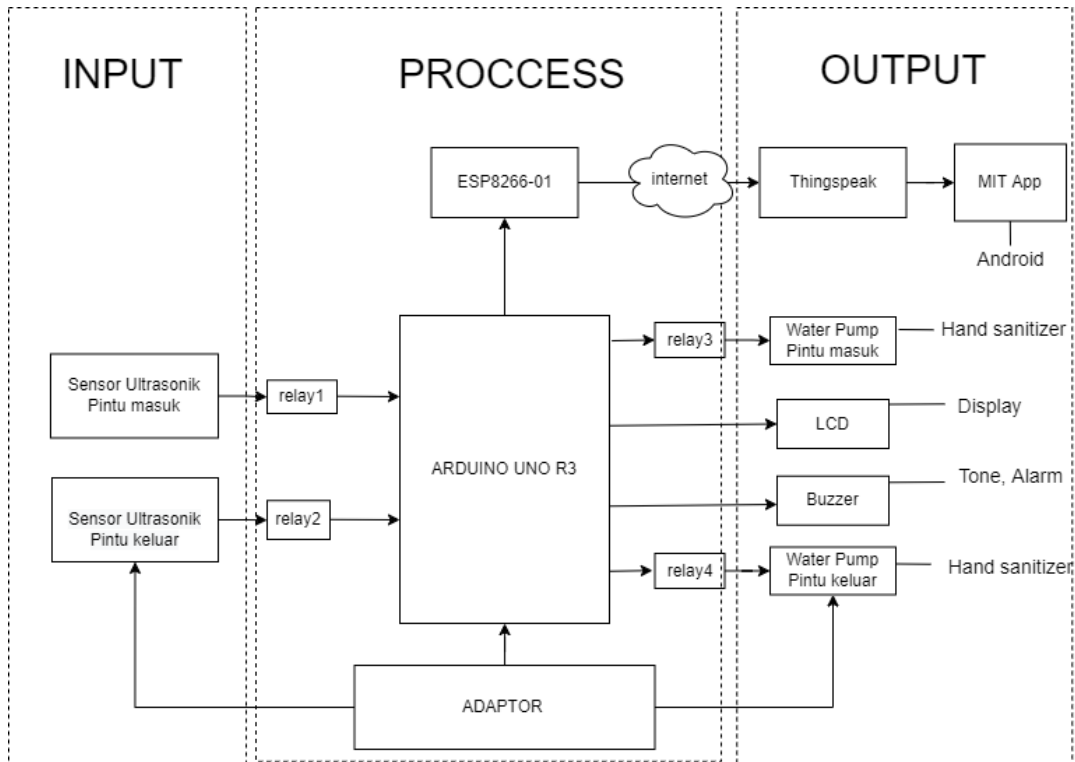 INPUT
PROCCESS
OUTPUT
ESP8266-01
internet
Thingspeak
MIT App
Android
Sensor Ultrasonik
Pintu masuk
relay1
Sensor Ultrasonik
Pintu keluar
relay2
ARDUINO UNO R3
relay3
Water Pump
Pintu masuk
Hand sanitizer
LCD
Display
Buzzer
Tone, Alarm
relay4
Water Pump
Pintu keluar
Hand sanitizer
ADAPTOR